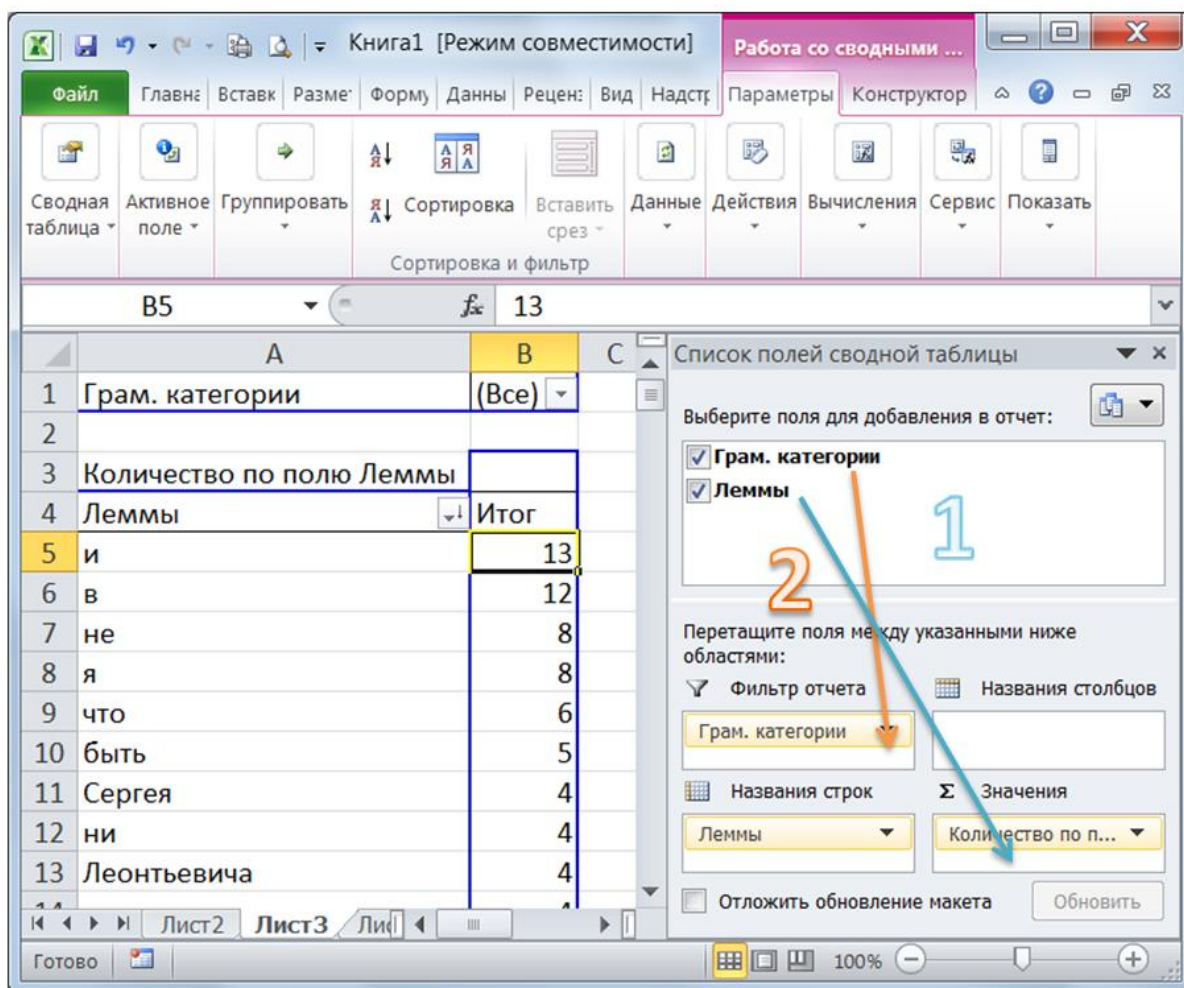 Книга1 [Режим совместимости]
Работа со сводными ...
Файл Главна Вставк Размет Форму Данны Реценз Вид Надстр Параметры Конструктор
Сводная таблица
Активное поле
Группировать
Сортировка
Вставить срез
Сортировка и фильтр
Данные
Действия
Вычисления
Сервис
Показать
B5 fx 13
A B C
1 Грам. категории (Все)
2
3 Количество по полю Леммы
4 Леммы Итог
5 и 13
6 в 12
7 не 8
8 я 8
9 что 6
10 быть 5
11 Сергея 4
12 ни 4
13 Леонтьевича 4
Список полей сводной таблицы
Выберите поля для добавления в отчет:
Грам. категории
Леммы
1
2
Перетащите поля между указанными ниже
областями:
Фильтр отчета
Названия столбцов
Грам. категории
Названия строк
Σ Значения
Леммы
Количество по п...
Отложить обновление макета
Обновить
Лист2 Лист3
Готово
100%